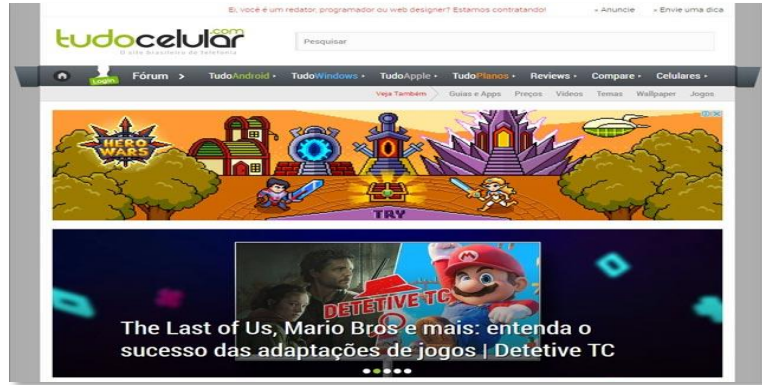 Ei, você é um redator, programador ou web designer? Estamos contratando!
» Anuncie » Envie uma dica
tudocelular.com
O site brasileiro de telefonia
Pesquisar
Login Fórum > TudoAndroid TudoWindows TudoApple TudoPlanos Reviews Compare Celulares
Veja Também Guias e Apps Preços Vídeos Temas Wallpaper Jogos
HERO
WARS
TRY
DETETIVE TC
The Last of Us, Mario Bros e mais: entenda o
sucesso das adaptações de jogos | Detetive TC